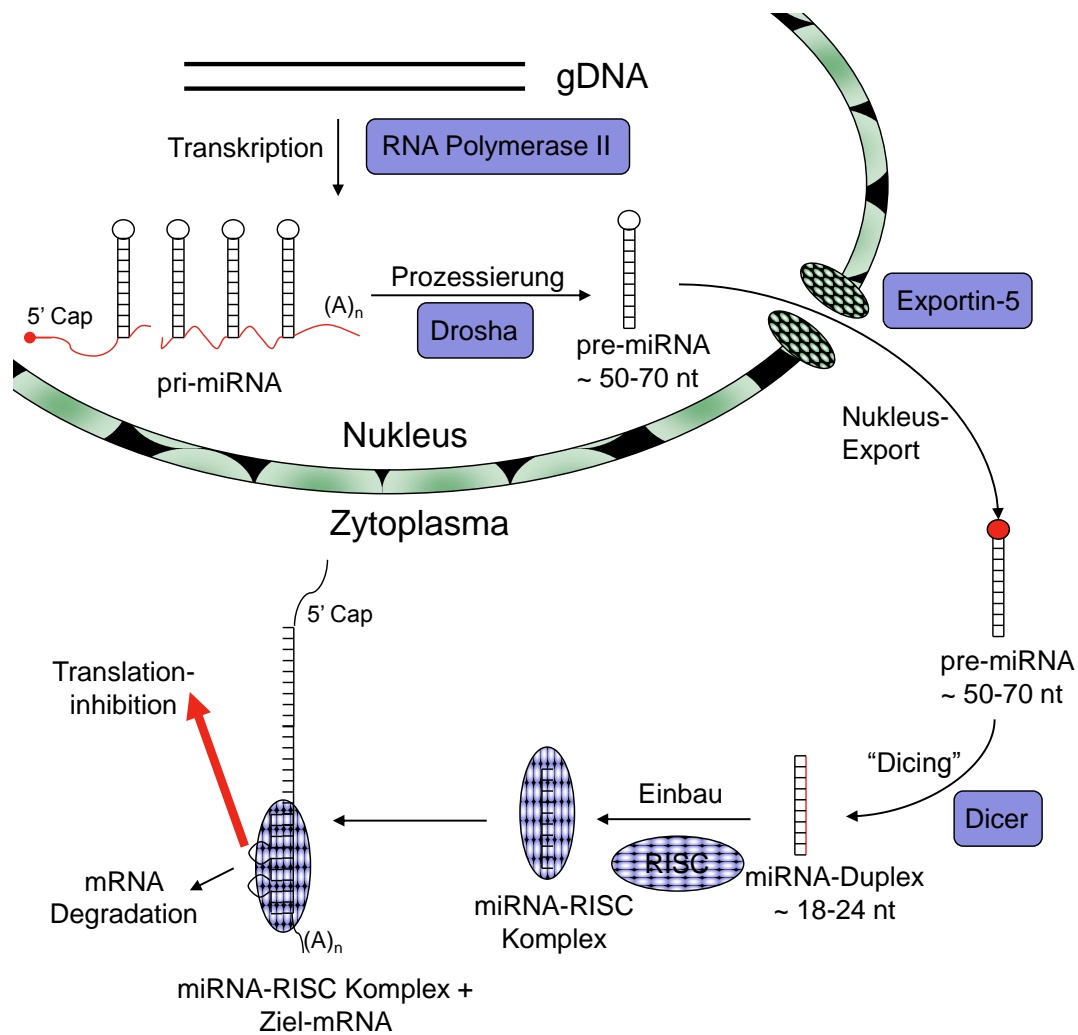 gDNA
Transkription
RNA Polymerase II
5’ Cap
(A)n
pri-miRNA
Prozessierung
Drosha
pre-miRNA
~ 50-70 nt
Exportin-5
Nukleus-
Export
Nukleus
Zytoplasma
pre-miRNA
~ 50-70 nt
“Dicing”
Dicer
miRNA-Duplex
~ 18-24 nt
Einbau
RISC
miRNA-RISC
Komplex
5’ Cap
Translation-
inhibition
mRNA
Degradation
(A)n
miRNA-RISC Komplex +
Ziel-mRNA